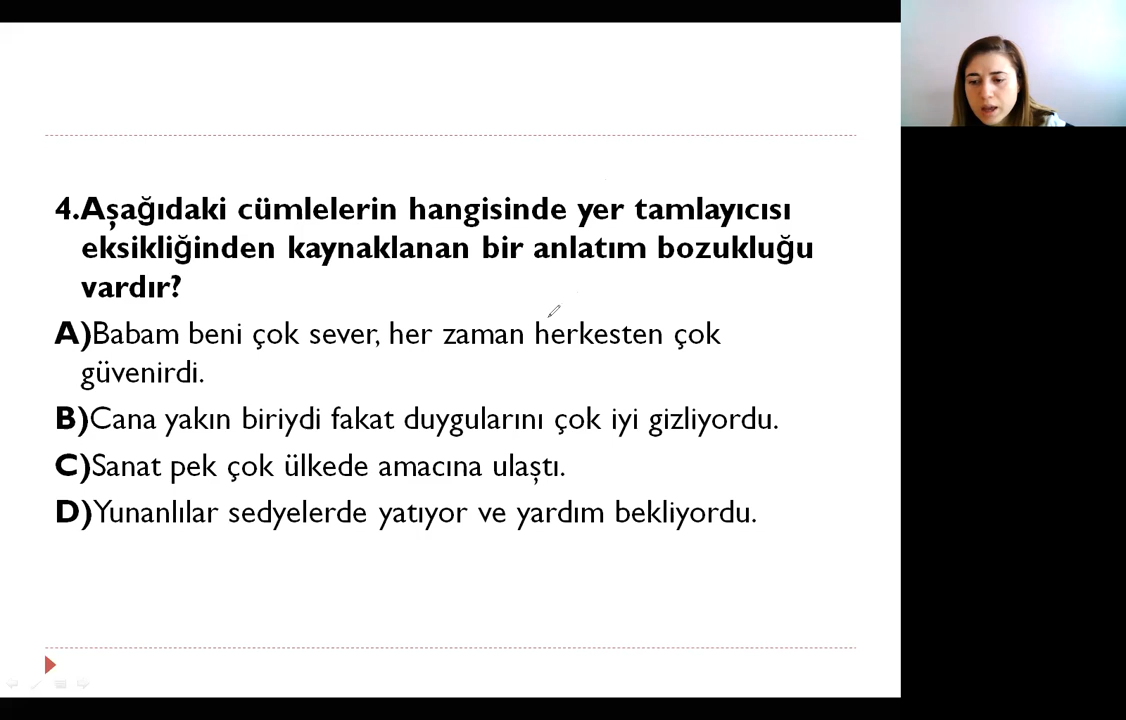 4.Aşağıdaki cümlelerin hangisinde yer tamlayıcısı
eksikliğinden kaynaklanan bir anlatım bozukluğu
vardır?
A)Babam beni çok sever, her zaman herkesten çok
güvenirdi.
B)Cana yakın biriydi fakat duygularını çok iyi gizliyordu.
C)Sanat pek çok ülkede amacına ulaştı.
D)Yunanlılar sedyelerde yatıyor ve yardım bekliyordu.